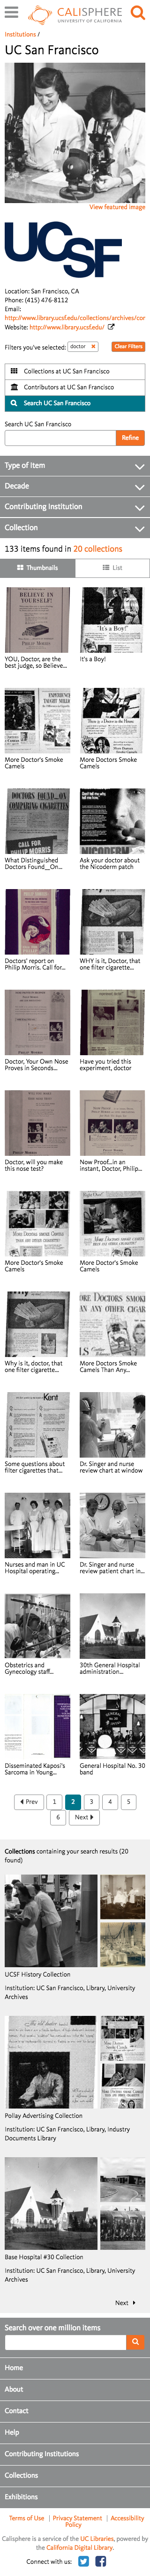 CALISPHERE
UNIVERSITY OF CALIFORNIA
Institutions /
UC San Francisco
View featured image
UCSF
Location: San Francisco, CA
Phone: (415) 476-8112
Email:
http://www.library.ucsf.edu/collections/archives/cor
Website: http://www.library.ucsf.edu/
Filters you've selected: doctor Clear Filters
Collections at UC San Francisco
Contributors at UC San Francisco
Search UC San Francisco
Search UC San Francisco
Refine
Type of Item
Decade
Contributing Institution
Collection
133 items found in 20 collections
Thumbnails List
YOU, Doctor, are the best judge, so Believe...
It's a Boy!
More Doctor's Smoke Camels
More Doctors Smoke Camels
What Distinguished Doctors_Found_On...
Ask your doctor about the Nicoderm patch
Doctors' report on Philip Morris. Call for...
WHY is it, Doctor, that one filter cigarette...
Doctor, Your Own Nose Proves in Seconds...
Have you tried this experiment, doctor
Doctor, will you make this nose test?
Now Proof...in an instant, Doctor, Philip...
More Doctor's Smoke Camels
More Doctor's Smoke Camels
Why is it, doctor, that one filter cigarette...
More Doctors Smoke Camels Than Any...
Some questions about filter cigarettes that...
Dr. Singer and nurse review chart at window
Nurses and man in UC Hospital operating...
Dr. Singer and nurse review patient chart in...
Obstetrics and Gynecology staff...
30th General Hospital administration...
Disseminated Kaposi's Sarcoma in Young...
General Hospital No. 30 band
Prev 1 2 3 4 5
6 Next
Collections containing your search results (20 found)
UCSF History Collection
Institution: UC San Francisco, Library, University Archives
Pollay Advertising Collection
Institution: UC San Francisco, Library, Industry Documents Library
Base Hospital #30 Collection
Institution: UC San Francisco, Library, University Archives
Next
Search over one million items
Home
About
Contact
Help
Contributing Institutions
Collections
Exhibitions
Terms of Use | Privacy Statement | Accessibility Policy
Calisphere is a service of the UC Libraries, powered by the California Digital Library.
Connect with us: